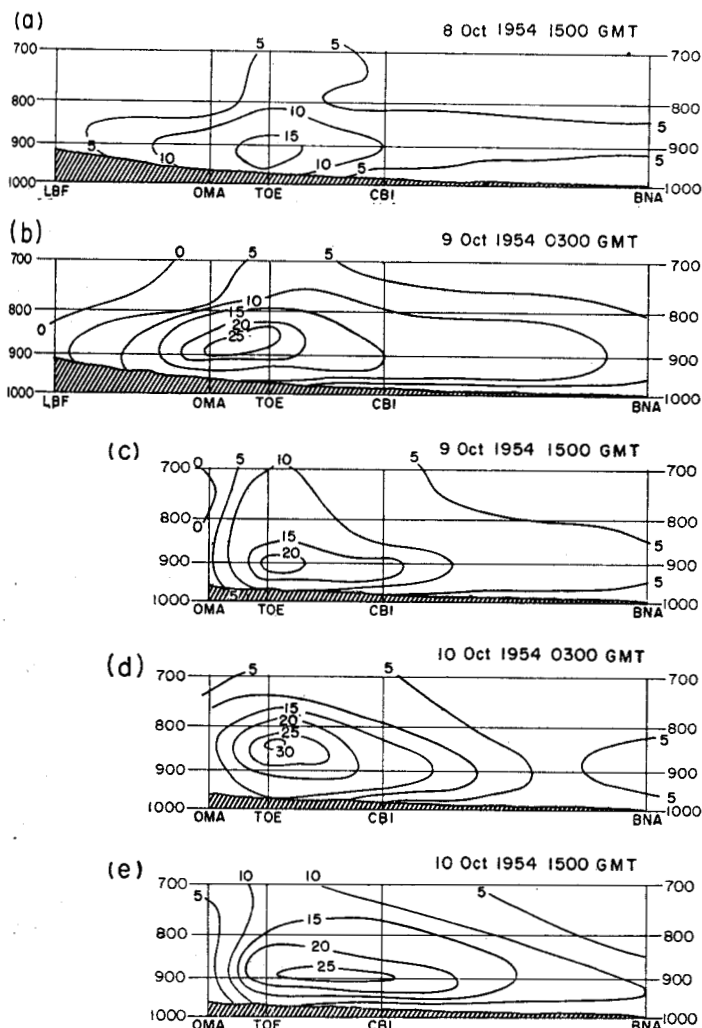 (a)
8 Oct 1954 1500 GMT
5 5
700 700
800 10 800
15
900 5 10 10 5 5 900
1000 1000
LBF OMA TOE CBI BNA
(b)
9 Oct 1954 0300 GMT
0 5 5
700 700
10
800 15 800
0 20
25
900 900
1000 1000
LBF OMA TOE CBI BNA
(c)
9 Oct 1954 1500 GMT
0 5 10 5
700 700
800 0 800
15 5
900 20 900
5 5
1000 1000
OMA TOE CBI BNA
(d)
10 Oct 1954 0300 GMT
5 5
700 700
15
800 20 800
25 5
30
900 900
5
1000 1000
OMA TOE CBI BNA
(e)
10 Oct 1954 1500 GMT
10 10
700 5 5 700
15
800 20 800
25
900 900
1000 1000
OMA TOE CBI BNA